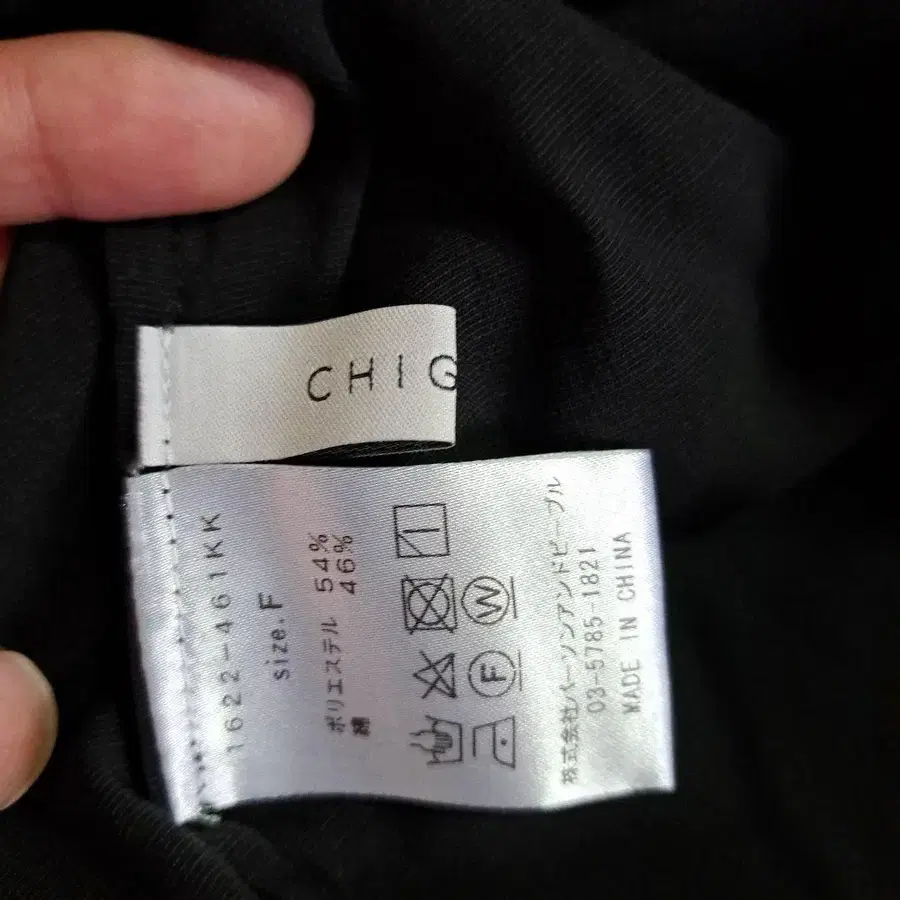 CHIG
1622-461KK
size.F
ポリエステル 54%
綿 46%
W
F
株式会社パーソンアンドピープル
03-5785-1821
MADE IN CHINA